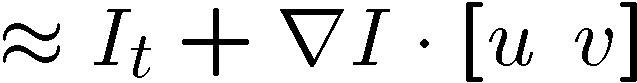 ≈ I_t + ∇I · [u v]